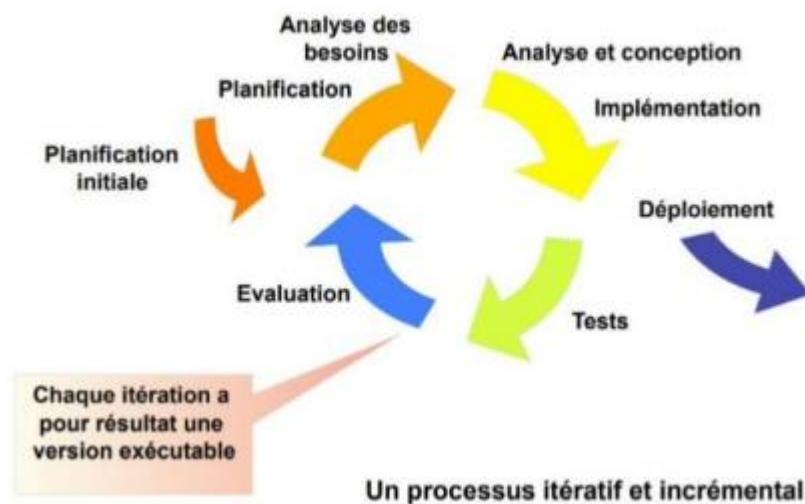 Analyse des
besoins
Planification
Analyse et conception
Implémentation
Planification
initiale
Déploiement
Evaluation
Tests
Chaque itération a
pour résultat une
version exécutable
Un processus itératif et incrémental